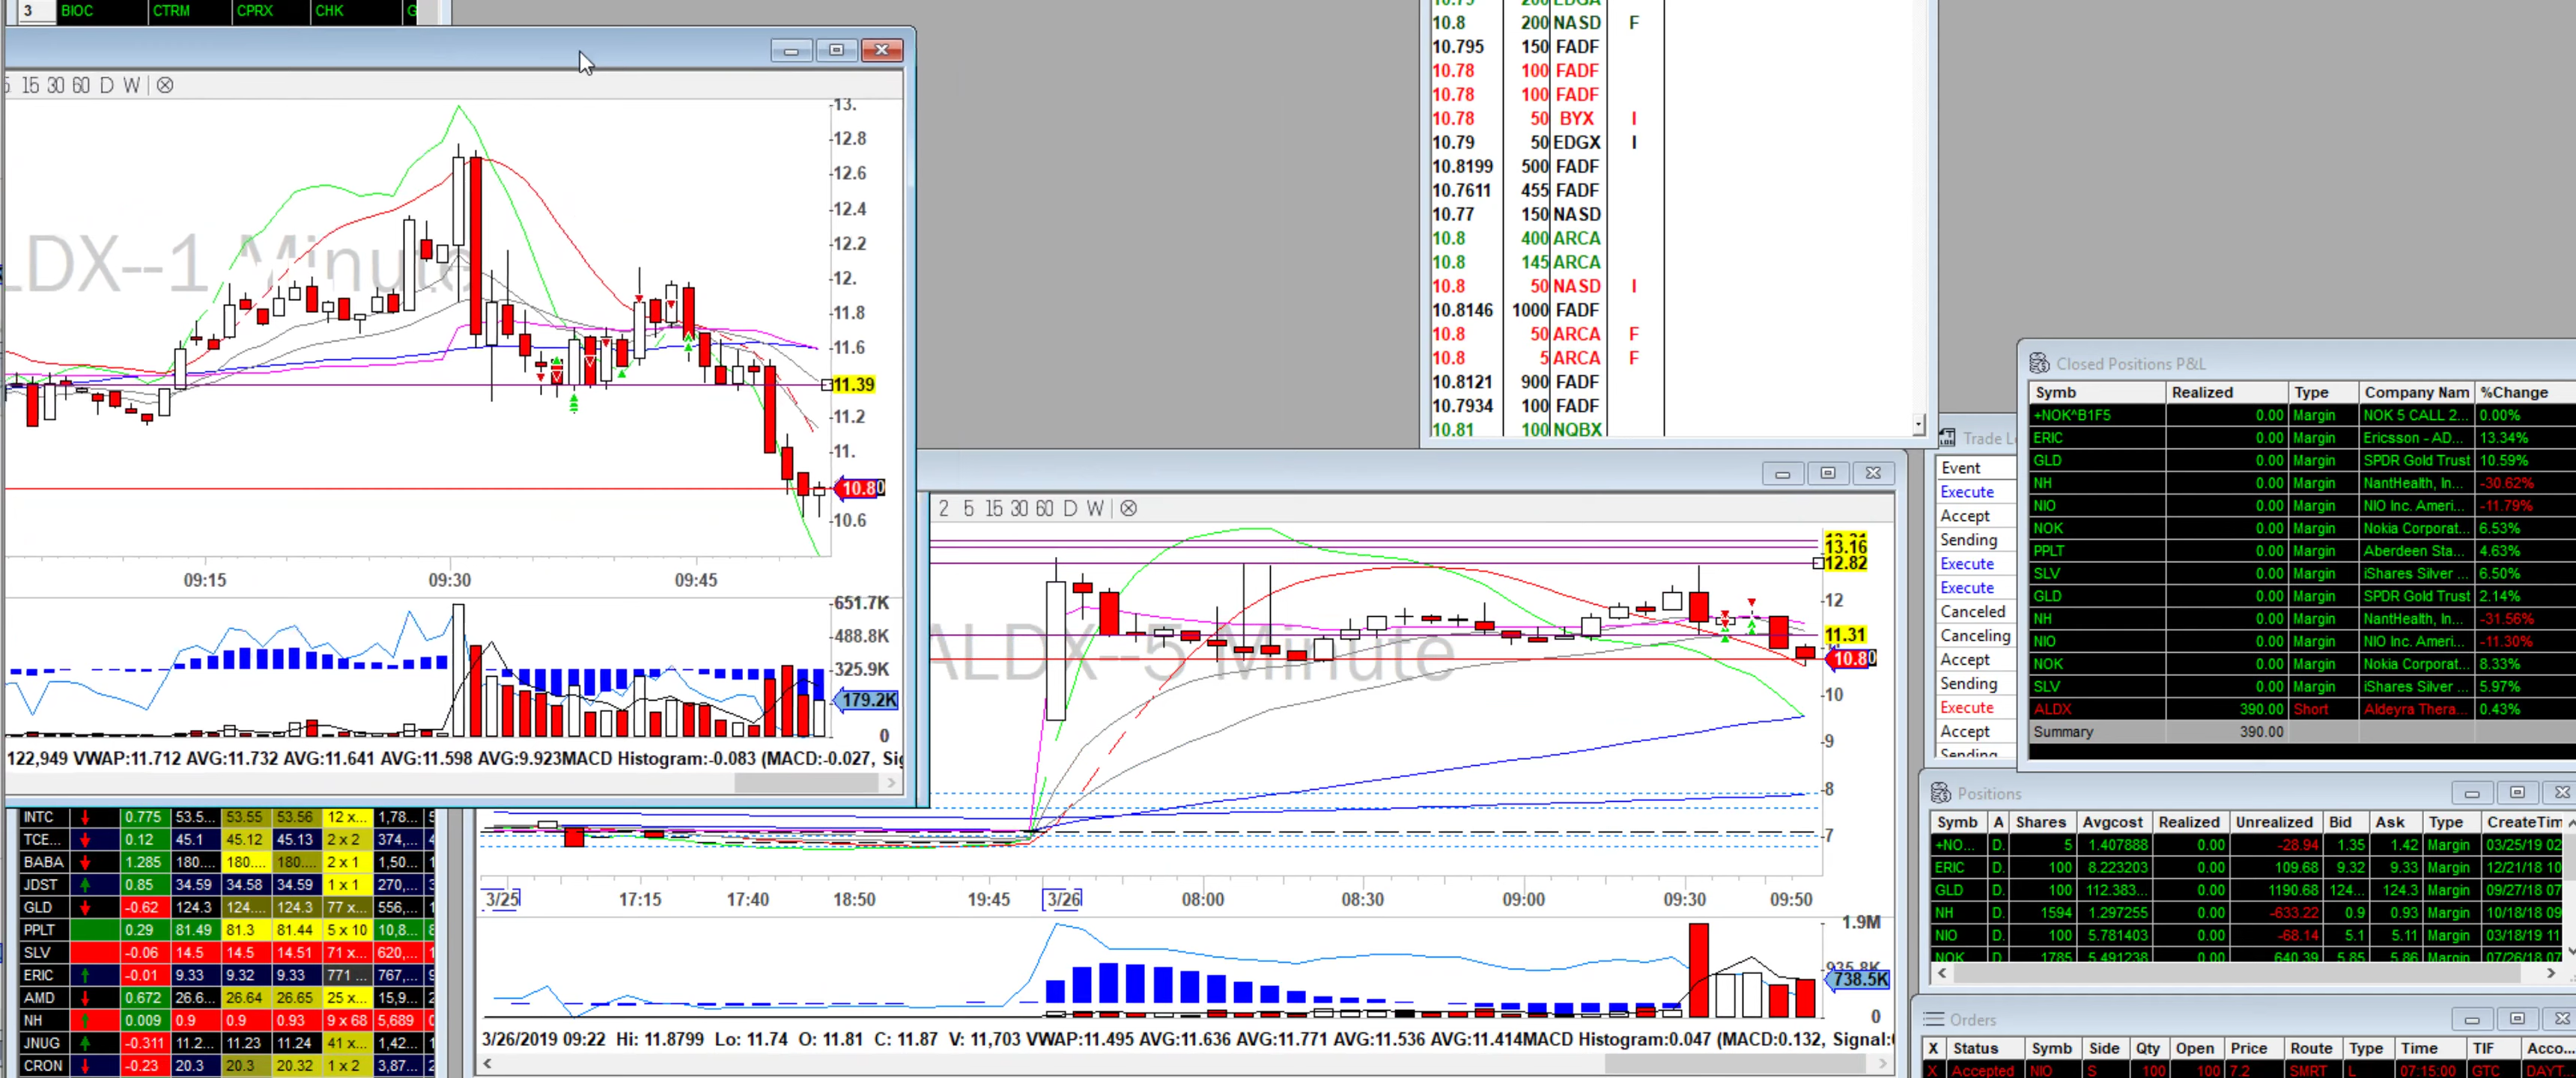 3 BIOC CTRM CPRX CHK G
15 30 60 D W
LDX--1 Minute
13.
12.8
12.6
12.4
12.2
12.
11.8
11.6
11.39
11.2
11.
10.80
10.6
09:15 09:30 09:45
651.7K
488.8K
325.9K
179.2K
0
122,949 VWAP:11.712 AVG:11.732 AVG:11.641 AVG:11.598 AVG:9.923MACD Histogram:-0.083 (MACD:-0.027,
10.8 200 NASD F
10.795 150 FADF
10.78 100 FADF
10.78 100 FADF
10.78 50 BYX I
10.79 50 EDGX I
10.8199 500 FADF
10.7611 455 FADF
10.77 150 NASD
10.8 400 ARCA
10.8 145 ARCA
10.8 50 NASD I
10.8146 1000 FADF
10.8 50 ARCA F
10.8 5 ARCA F
10.8121 900 FADF
10.7934 100 FADF
10.81 100 NQBX
2 5 15 30 60 D W
ALDX--5 Minute
13.16
12.82
12
11.31
10.80
10
9
8
7
3/25 17:15 17:40 18:50 19:45 3/26 08:00 08:30 09:00 09:30 09:50
1.9M
738.5K
0
3/26/2019 09:22 Hi: 11.8799 Lo: 11.74 O: 11.81 C: 11.87 V: 11,703 VWAP:11.495 AVG:11.636 AVG:11.771 AVG:11.536 AVG:11.414MACD Histogram:0.047 (MACD:0.132, Signal:
INTC 0.775 53.5... 53.55 53.56 12 x... 1,78...
TCE... 0.12 45.1 45.12 45.13 2 x 2 374,...
BABA 1.285 180.... 180.... 180.... 2 x 1 1,50...
JDST 0.85 34.59 34.58 34.59 1 x 1 270,...
GLD -0.62 124.3 124.... 124.3 77 x... 556,...
PPLT 0.29 81.49 81.3 81.44 5 x 10 10,8...
SLV -0.06 14.5 14.5 14.51 71 x... 620,...
ERIC -0.01 9.33 9.32 9.33 771 ... 767,...
AMD 0.672 26.6... 26.64 26.65 25 x... 15,9...
NH 0.009 0.9 0.9 0.93 9 x 68 5,689
JNUG -0.311 11.2... 11.23 11.24 41 x... 1,42...
CRON -0.23 20.3 20.3 20.32 1 x 2 3,87...
Trade
Event
Execute
Accept
Sending
Execute
Execute
Canceled
Canceling
Accept
Sending
Execute
Accept
Sending
Closed Positions P&L
Symb Realized Type Company Nam %Change
+NOK^B1F5 0.00 Margin NOK 5 CALL 2... 0.00%
ERIC 0.00 Margin Ericsson - AD... 13.34%
GLD 0.00 Margin SPDR Gold Trust 10.59%
NH 0.00 Margin NantHealth, In... -30.62%
NIO 0.00 Margin NIO Inc. Ameri... -11.79%
NOK 0.00 Margin Nokia Corporat... 6.53%
PPLT 0.00 Margin Aberdeen Sta... 4.63%
SLV 0.00 Margin iShares Silver ... 6.50%
GLD 0.00 Margin SPDR Gold Trust 2.14%
NH 0.00 Margin NantHealth, In... -31.56%
NIO 0.00 Margin NIO Inc. Ameri... -11.30%
NOK 0.00 Margin Nokia Corporat... 8.33%
SLV 0.00 Margin iShares Silver ... 5.97%
ALDX 390.00 Short Aldeyra Thera... 0.43%
Summary 390.00
Positions
Symb A Shares Avgcost Realized Unrealized Bid Ask Type CreateTim
+NO... D. 5 1.407888 0.00 -28.94 1.35 1.42 Margin 03/25/19 02
ERIC D. 100 8.223203 0.00 109.68 9.32 9.33 Margin 12/21/18 10
GLD D. 100 112.383... 0.00 1190.68 124... 124.3 Margin 09/27/18 07
NH D. 1594 1.297255 0.00 -633.22 0.9 0.93 Margin 10/18/18 09
NIO D. 100 5.781403 0.00 -68.14 5.1 5.11 Margin 03/18/19 11
NOK D. 1785 5.491238 0.00 640.39 5.85 5.86 Margin 07/26/18 07
Orders
X Status Symb Side Qty Open Price Route Type Time TIF Acco...
X Accepted NIO S 100 100 7.2 SMRT L 07:15:00 GTC DAYT...